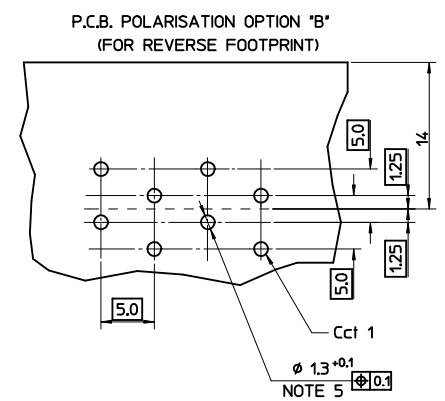 P.C.B. POLARISATION OPTION "B"
(FOR REVERSE FOOTPRINT)
5.0
1.25
14
5.0
1.25
5.0
Cct 1
ø 1.3 +0.1
⌖ 0.1
NOTE 5